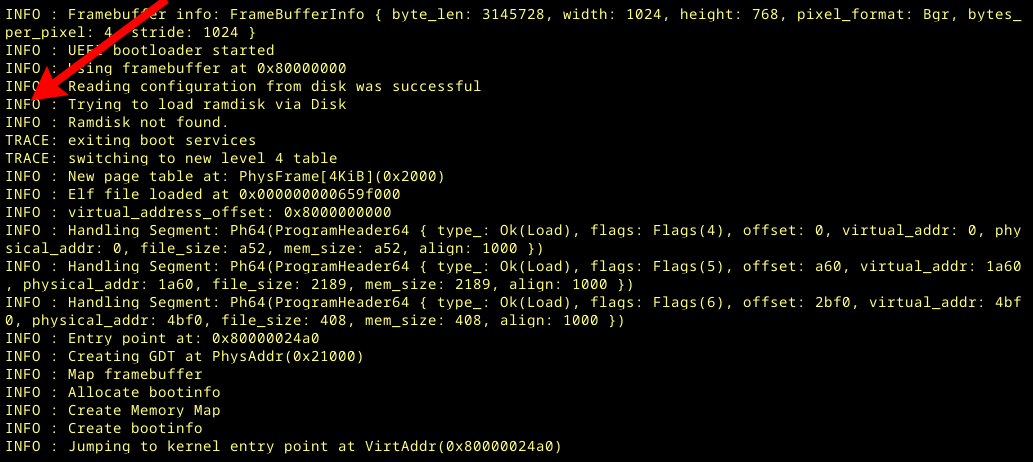 INFO : Framebuffer info: FrameBufferInfo { byte_len: 3145728, width: 1024, height: 768, pixel_format: Bgr, bytes_
per_pixel: 4, stride: 1024 }
INFO : UEFI bootloader started
INFO : Using framebuffer at 0x80000000
INFO : Reading configuration from disk was successful
INFO : Trying to load ramdisk via Disk
INFO : Ramdisk not found.
TRACE: exiting boot services
TRACE: switching to new level 4 table
INFO : New page table at: PhysFrame[4KiB](0x2000)
INFO : Elf file loaded at 0x000000000659f000
INFO : virtual_address_offset: 0x8000000000
INFO : Handling Segment: Ph64(ProgramHeader64 { type_: Ok(Load), flags: Flags(4), offset: 0, virtual_addr: 0, phy
sical_addr: 0, file_size: a52, mem_size: a52, align: 1000 })
INFO : Handling Segment: Ph64(ProgramHeader64 { type_: Ok(Load), flags: Flags(5), offset: a60, virtual_addr: 1a60
, physical_addr: 1a60, file_size: 2189, mem_size: 2189, align: 1000 })
INFO : Handling Segment: Ph64(ProgramHeader64 { type_: Ok(Load), flags: Flags(6), offset: 2bf0, virtual_addr: 4bf
0, physical_addr: 4bf0, file_size: 408, mem_size: 408, align: 1000 })
INFO : Entry point at: 0x80000024a0
INFO : Creating GDT at PhysAddr(0x21000)
INFO : Map framebuffer
INFO : Allocate bootinfo
INFO : Create Memory Map
INFO : Create bootinfo
INFO : Jumping to kernel entry point at VirtAddr(0x80000024a0)